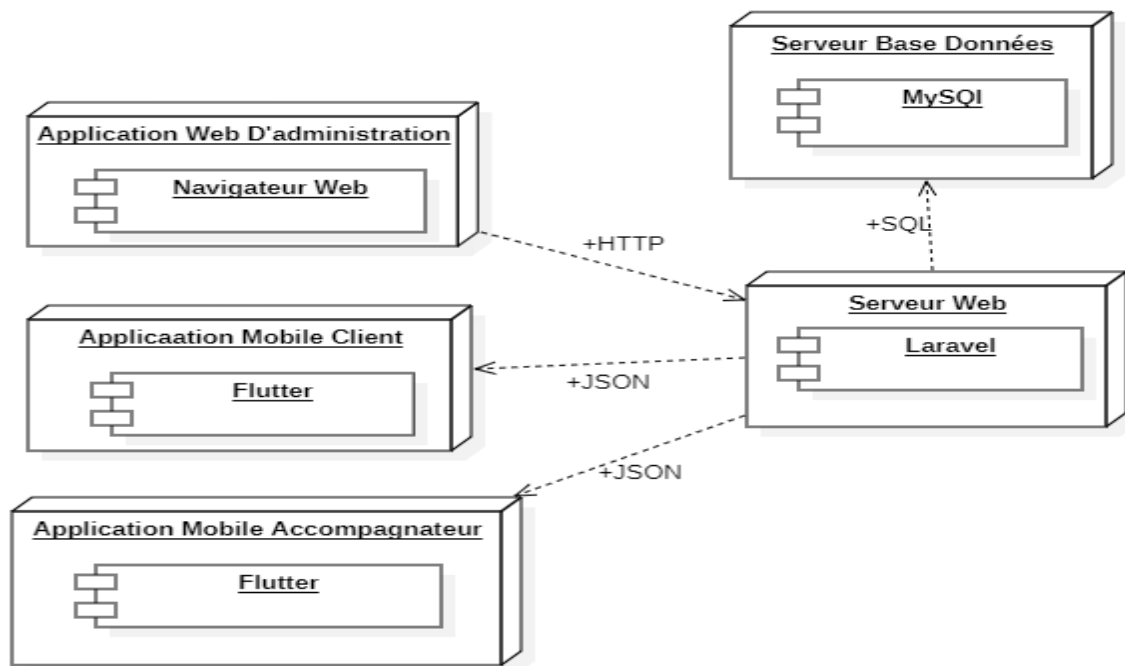 Serveur Base Données
MySQl
Application Web D'administration
Navigateur Web
+HTTP
+SQL
Serveur Web
Laravel
Applicaation Mobile Client
Flutter
+JSON
+JSON
Application Mobile Accompagnateur
Flutter